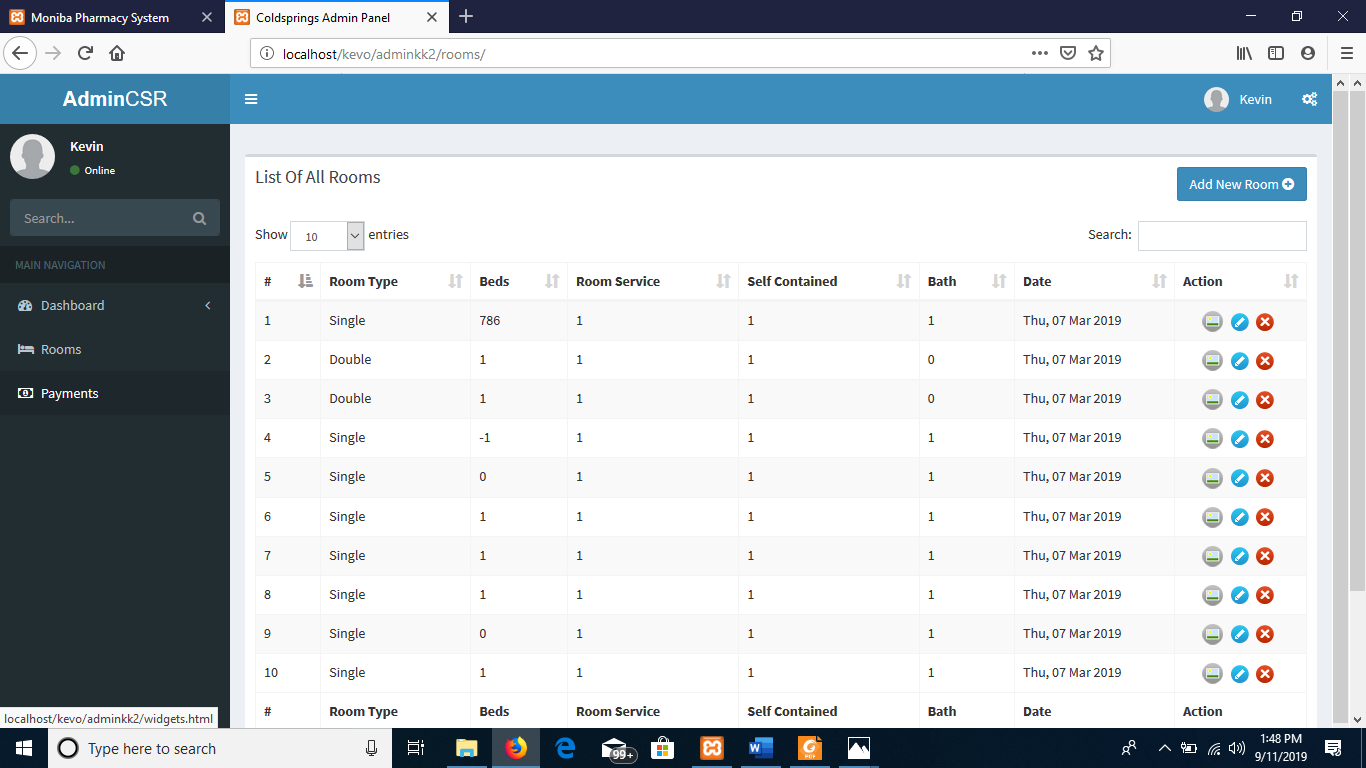 Moniba Pharmacy System
Coldsprings Admin Panel
localhost/kevo/adminkk2/rooms/
AdminCSR
Kevin
Kevin
Online
Search...
MAIN NAVIGATION
Dashboard
Rooms
Payments
List Of All Rooms
Add New Room
Show 10 entries
Search:
# Room Type Beds Room Service Self Contained Bath Date Action
1 Single 786 1 1 1 Thu, 07 Mar 2019
2 Double 1 1 1 0 Thu, 07 Mar 2019
3 Double 1 1 1 0 Thu, 07 Mar 2019
4 Single -1 1 1 1 Thu, 07 Mar 2019
5 Single 0 1 1 1 Thu, 07 Mar 2019
6 Single 1 1 1 1 Thu, 07 Mar 2019
7 Single 1 1 1 1 Thu, 07 Mar 2019
8 Single 1 1 1 1 Thu, 07 Mar 2019
9 Single 0 1 1 1 Thu, 07 Mar 2019
10 Single 1 1 1 1 Thu, 07 Mar 2019
# Room Type Beds Room Service Self Contained Bath Date Action
localhost/kevo/adminkk2/widgets.html
Type here to search
99+
PDF
1:48 PM
9/11/2019